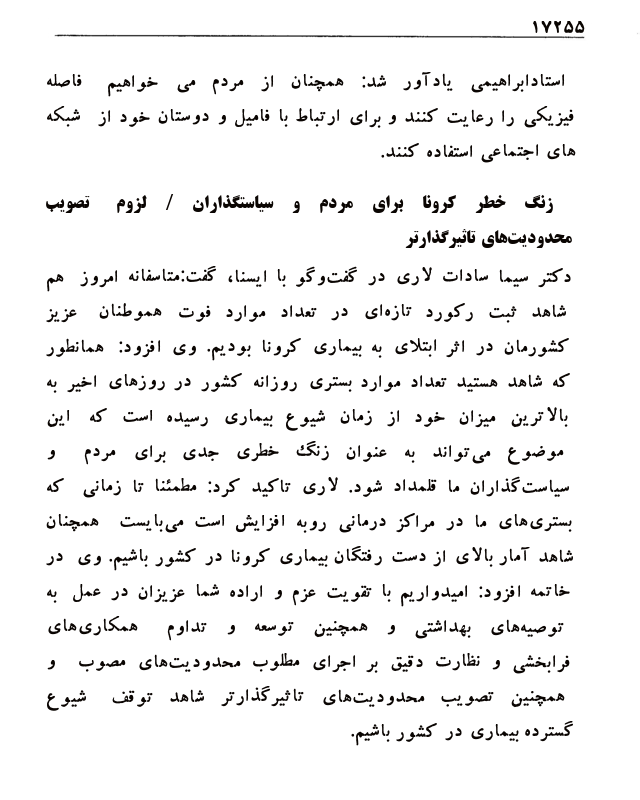 ۱۷۲۵۵
استادابراهیمی یادآور شد: همچنان از مردم می خواهیم فاصله
فیزیکی را رعایت کنند و برای ارتباط با فامیل و دوستان خود از شبکه
های اجتماعی استفاده کنند.
زنگ خطر کرونا برای مردم و سیاستگذاران / لزوم تصویب
محدودیت‌های تاثیرگذارتر
دکتر سیما سادات لاری در گفت‌وگو با ایسنا، گفت:متاسفانه امروز هم
شاهد ثبت رکورد تازه‌ای در تعداد موارد فوت هموطنان عزیز
کشورمان در اثر ابتلای به بیماری کرونا بودیم. وی افزود: همانطور
که شاهد هستید تعداد موارد بستری روزانه کشور در روزهای اخیر به
بالاترین میزان خود از زمان شیوع بیماری رسیده است که این
موضوع می‌تواند به عنوان زنگ خطری جدی برای مردم و
سیاست‌گذاران ما قلمداد شود. لاری تاکید کرد: مطمئنا تا زمانی که
بستری‌های ما در مراکز درمانی روبه افزایش است می‌بایست همچنان
شاهد آمار بالای از دست رفتگان بیماری کرونا در کشور باشیم. وی در
خاتمه افزود: امیدواریم با تقویت عزم و اراده شما عزیزان در عمل به
توصیه‌های بهداشتی و همچنین توسعه و تداوم همکاری‌های
فرابخشی و نظارت دقیق بر اجرای مطلوب محدودیت‌های مصوب و
همچنین تصویب محدودیت‌های تاثیرگذارتر شاهد توقف شیوع
گسترده بیماری در کشور باشیم.